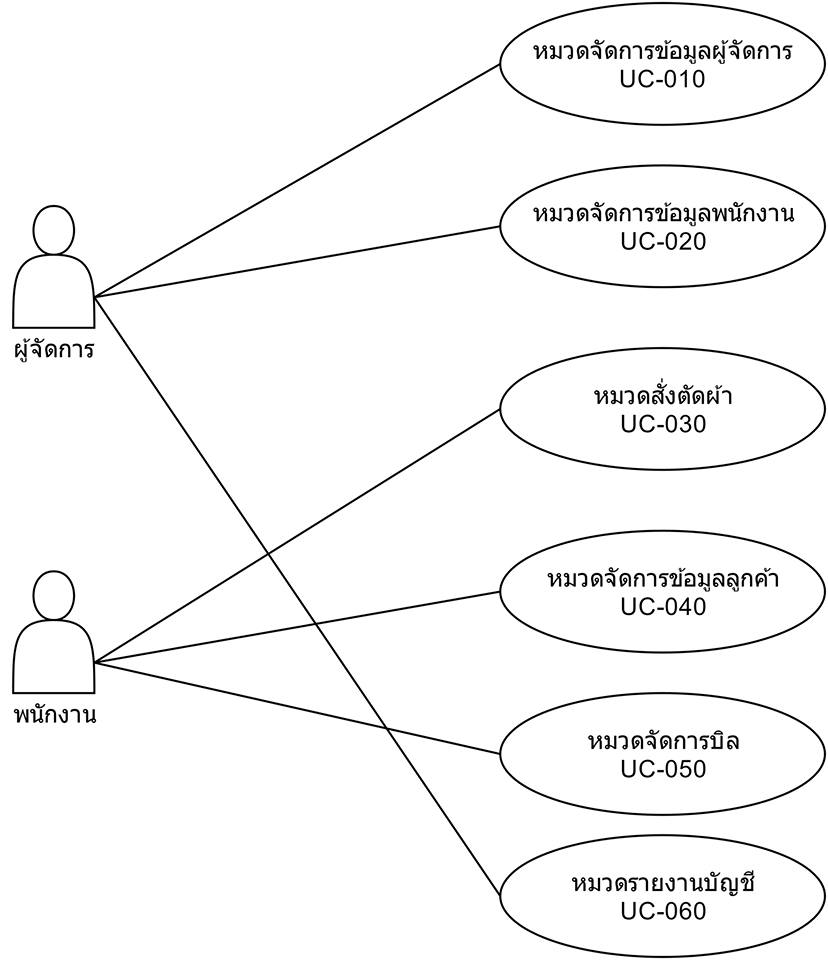 หมวดจัดการข้อมูลผู้จัดการ
UC-010
หมวดจัดการข้อมูลพนักงาน
UC-020
ผู้จัดการ
หมวดสั่งตัดผ้า
UC-030
หมวดจัดการข้อมูลลูกค้า
UC-040
พนักงาน
หมวดจัดการบิล
UC-050
หมวดรายงานบัญชี
UC-060